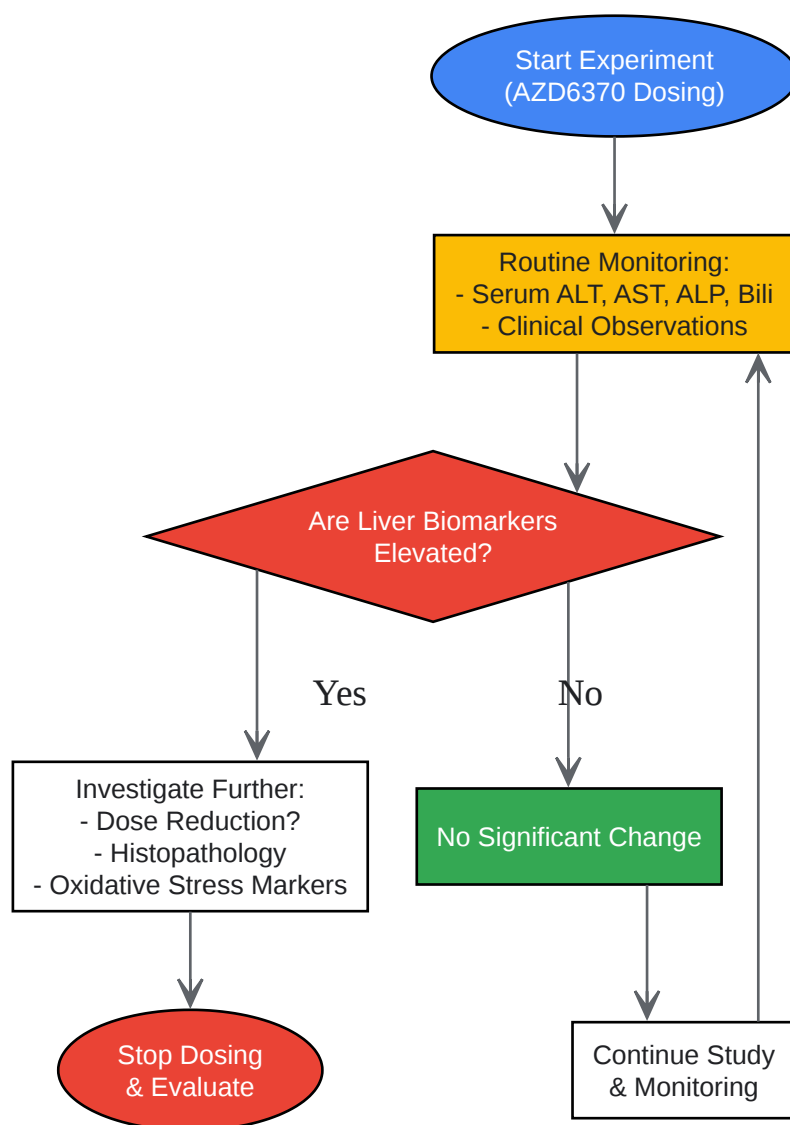 Start Experiment
(AZD6370 Dosing)
Routine Monitoring:
- Serum ALT, AST, ALP, Bili
- Clinical Observations
Are Liver Biomarkers
Elevated?
Yes
No
Investigate Further:
- Dose Reduction?
- Histopathology
- Oxidative Stress Markers
No Significant Change
Stop Dosing
& Evaluate
Continue Study
& Monitoring